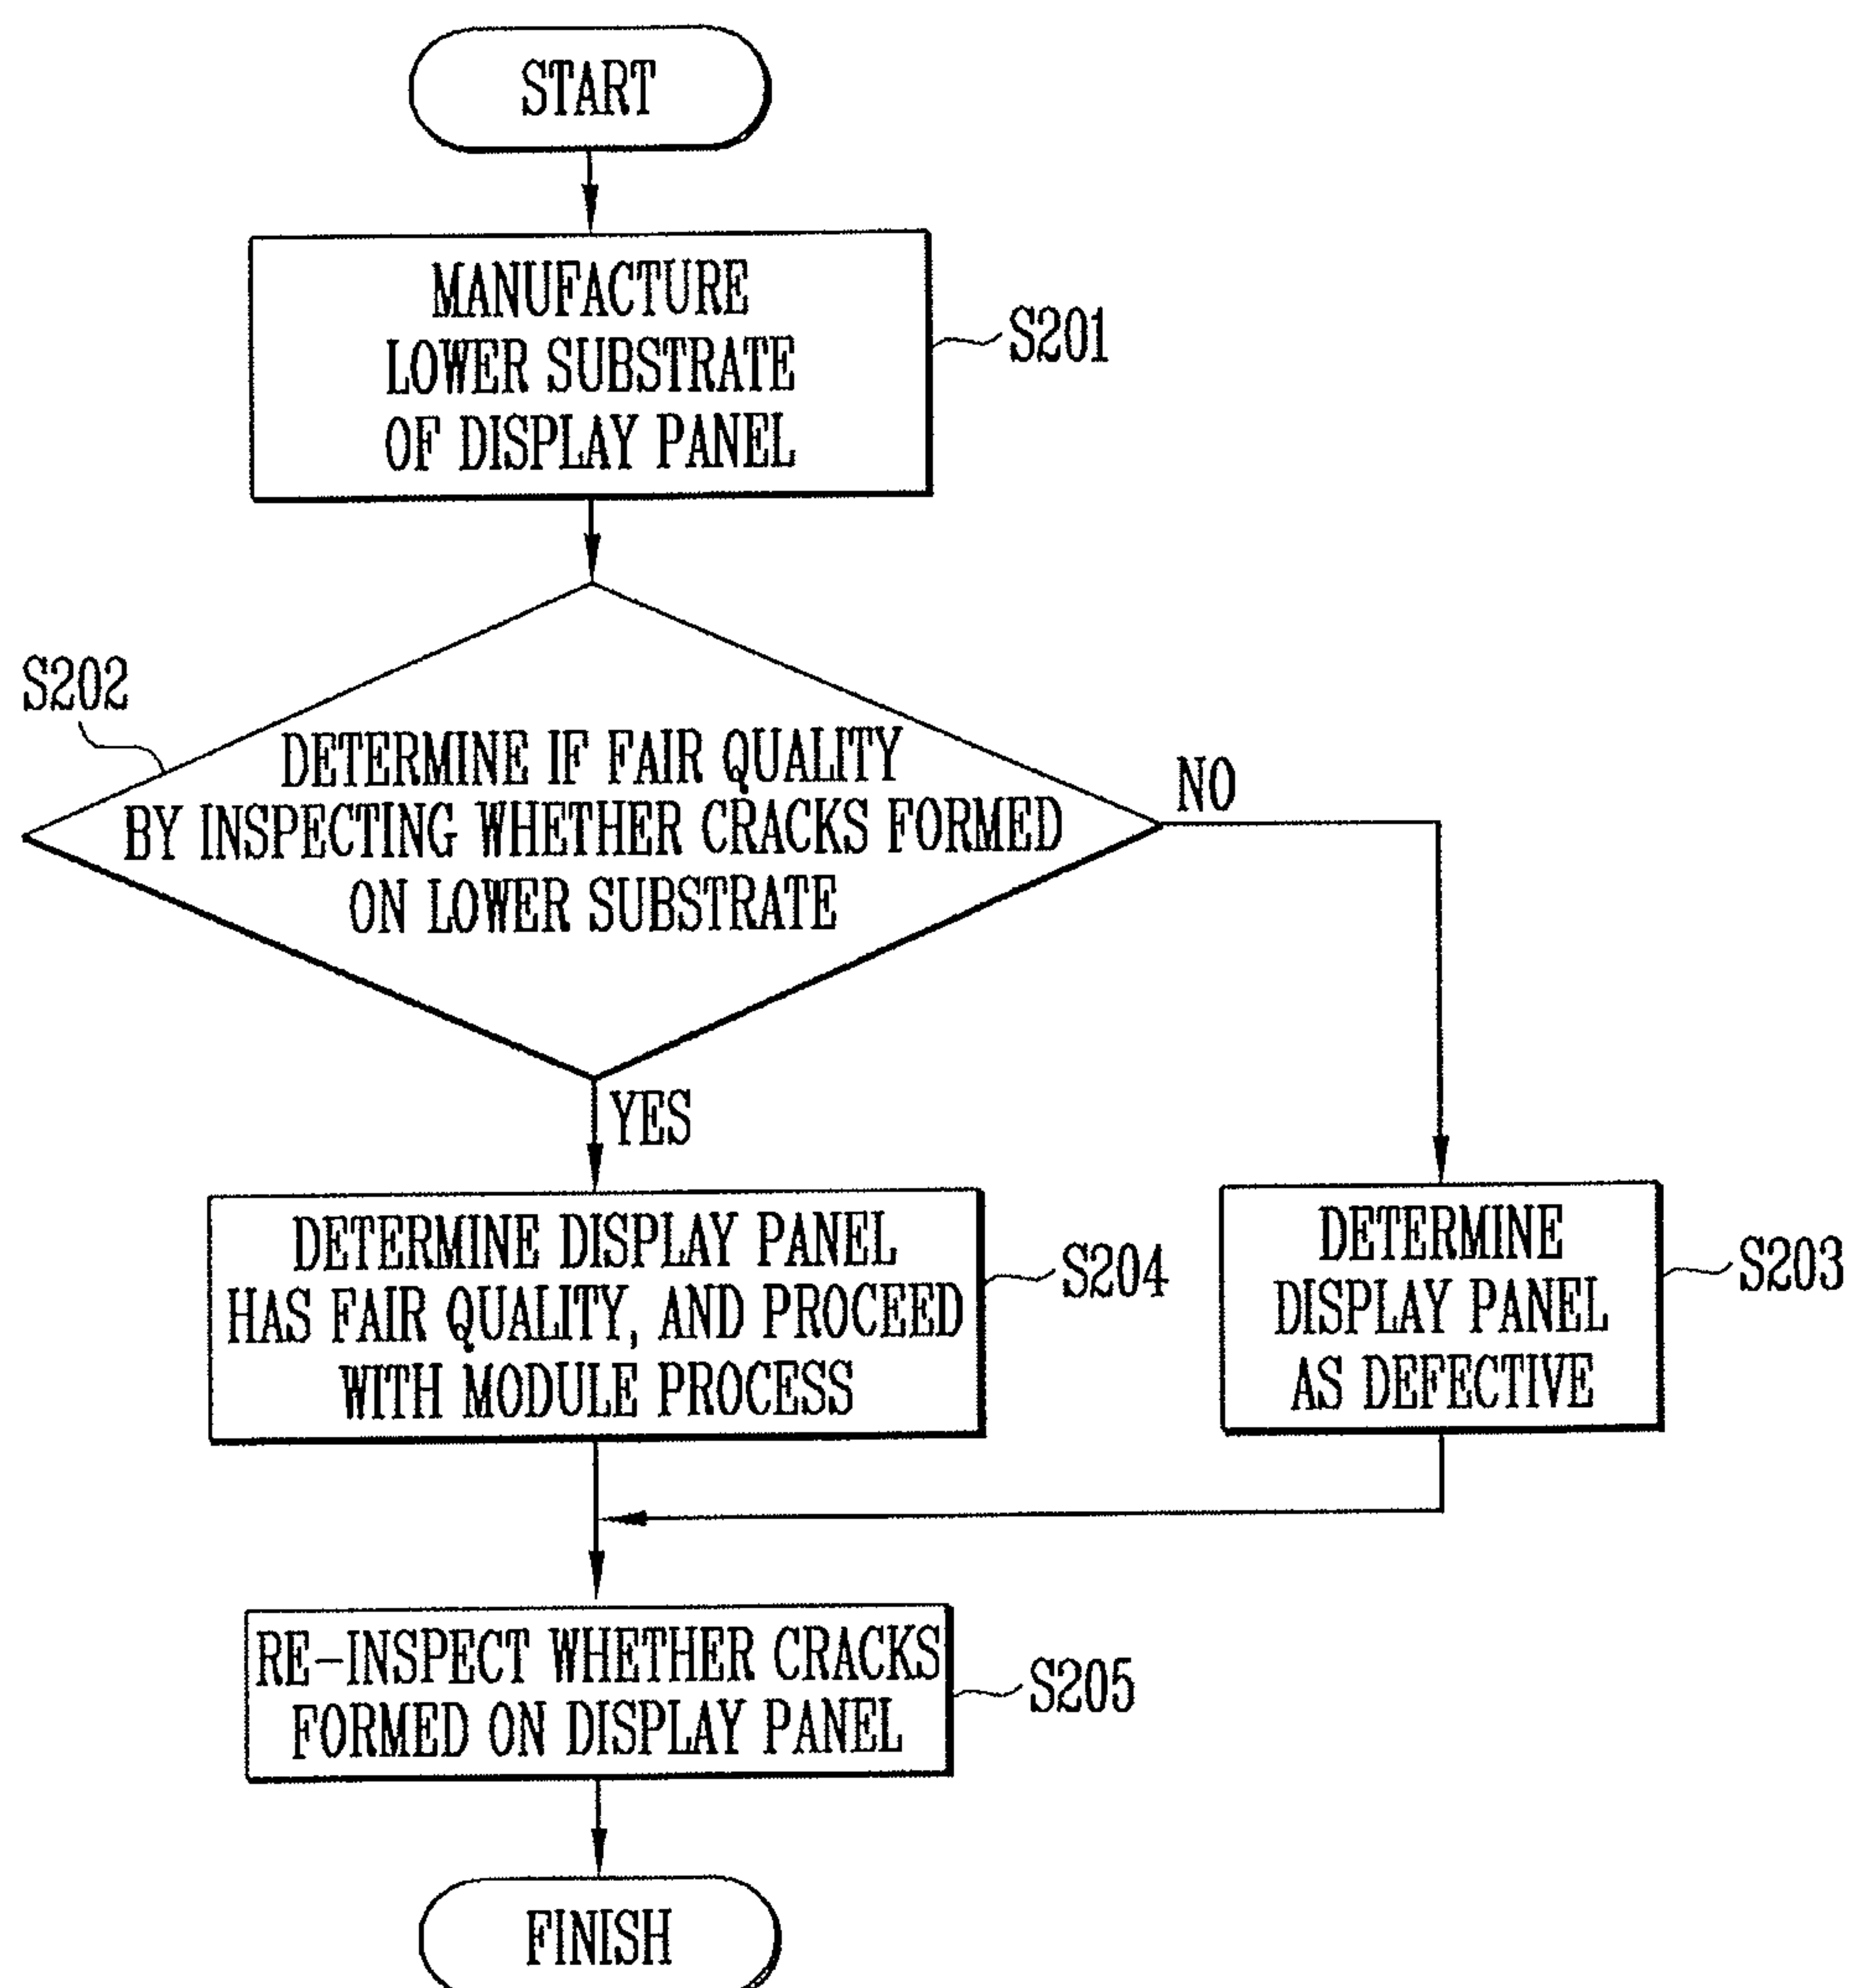 START
MANUFACTURE
LOWER SUBSTRATE
OF DISPLAY PANEL
S201
S202
DETERMINE IF FAIR QUALITY
BY INSPECTING WHETHER CRACKS FORMED
ON LOWER SUBSTRATE
NO
YES
DETERMINE DISPLAY PANEL
HAS FAIR QUALITY, AND PROCEED
WITH MODULE PROCESS
S204
DETERMINE
DISPLAY PANEL
AS DEFECTIVE
S203
RE-INSPECT WHETHER CRACKS
FORMED ON DISPLAY PANEL
S205
FINISH